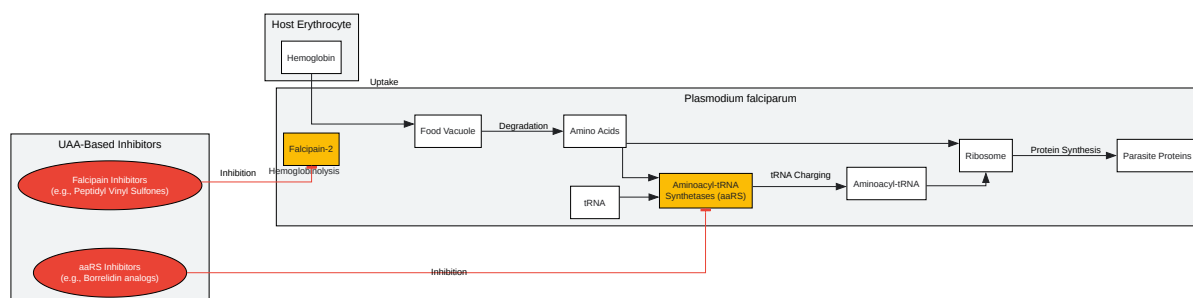 Host Erythrocyte
Hemoglobin
Uptake
Plasmodium falciparum
Food Vacuole
Degradation
Amino Acids
UAA-Based Inhibitors
Falcipain Inhibitors
(e.g., Peptidyl Vinyl Sulfones)
Inhibition
Falcipain-2
Hemoglobinolysis
tRNA
Aminoacyl-tRNA
Synthetases (aaRS)
tRNA Charging
Aminoacyl-tRNA
Ribosome
Protein Synthesis
Parasite Proteins
aaRS Inhibitors
(e.g., Borrelidin analogs)
Inhibition